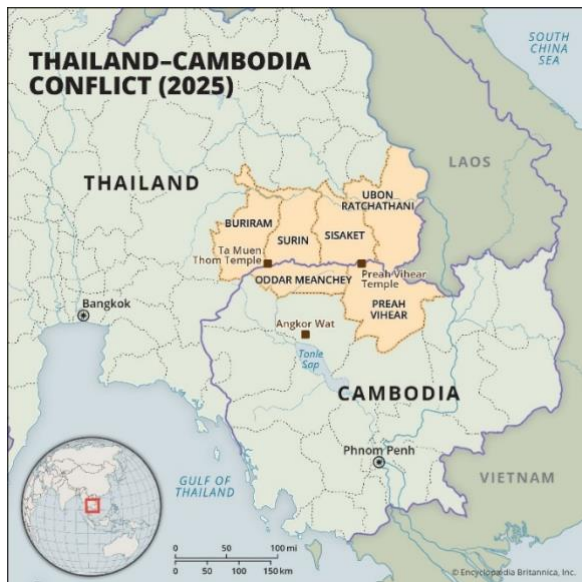 THAILAND–CAMBODIA
CONFLICT (2025)
SOUTH
CHINA
SEA
LAOS
THAILAND
UBON
RATCHATHANI
BURIRAM
SURIN
SISAKET
Ta Muen
Thom Temple
Preah Vihear
Temple
ODDAR MEANCHEY
PREAH
VIHEAR
Bangkok
Angkor Wat
Tonle
Sap
CAMBODIA
Phnom Penh
GULF OF
THAILAND
VIETNAM
0 50 100 mi
0 50 100 150 km
© Encyclopædia Britannica, Inc.